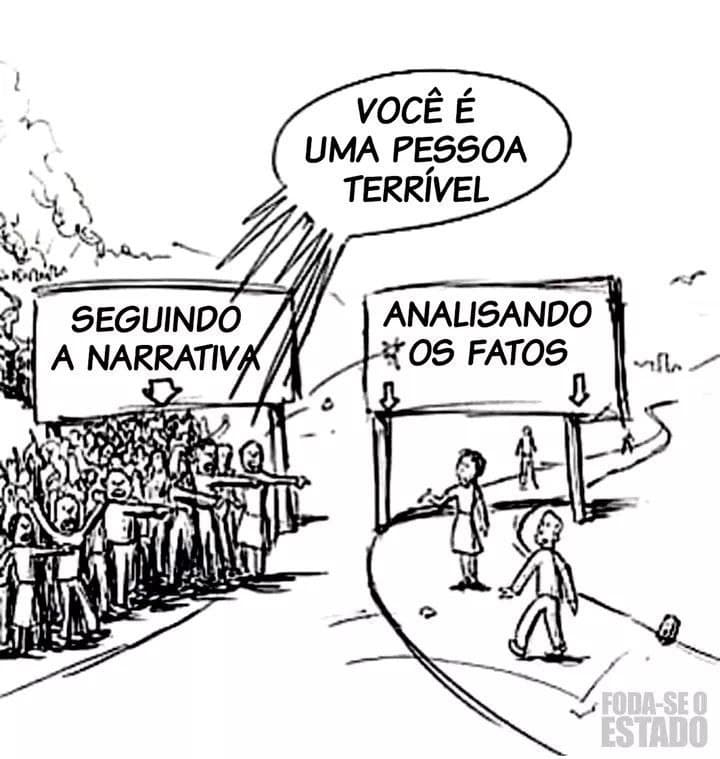 VOCÊ É
UMA PESSOA
TERRÍVEL
SEGUINDO
A NARRATIVA
ANALISANDO
OS FATOS
FODA-SE O
ESTADO